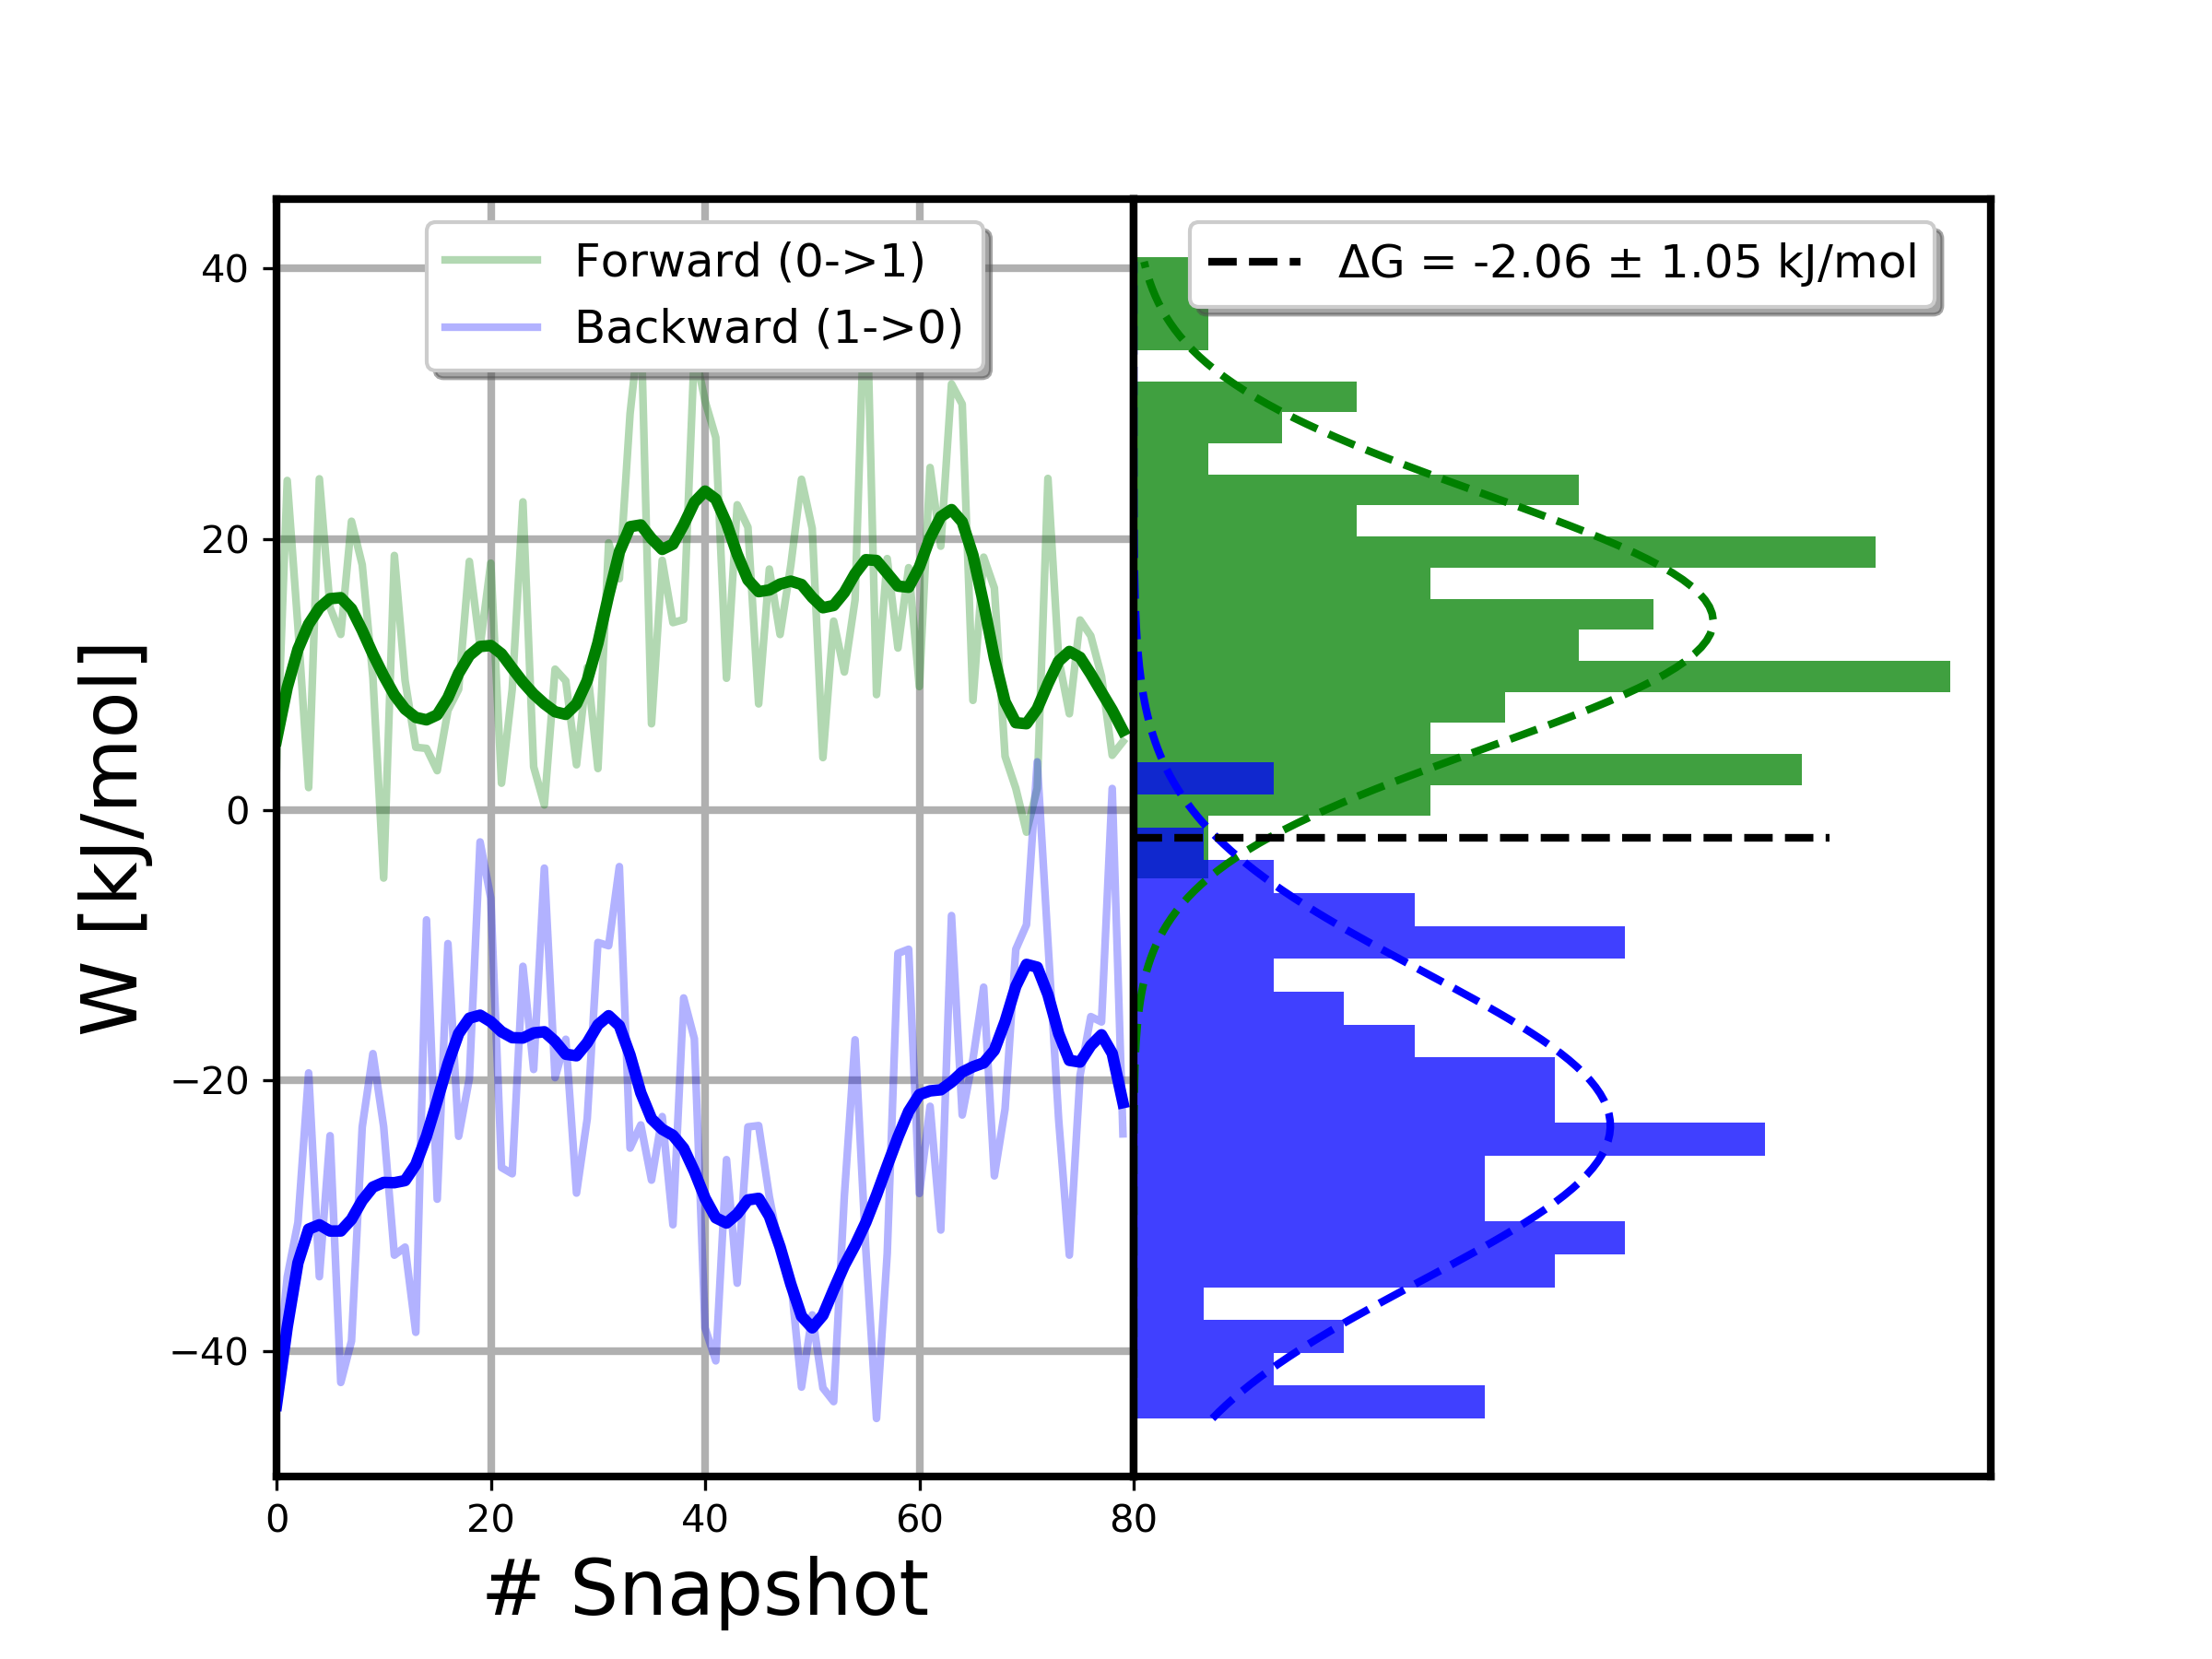 Forward (0->1)
Backward (1->0)
ΔG = -2.06 ± 1.05 kJ/mol
W [kJ/mol]
40
20
0
−20
−40
0 20 40 60 80
# Snapshot